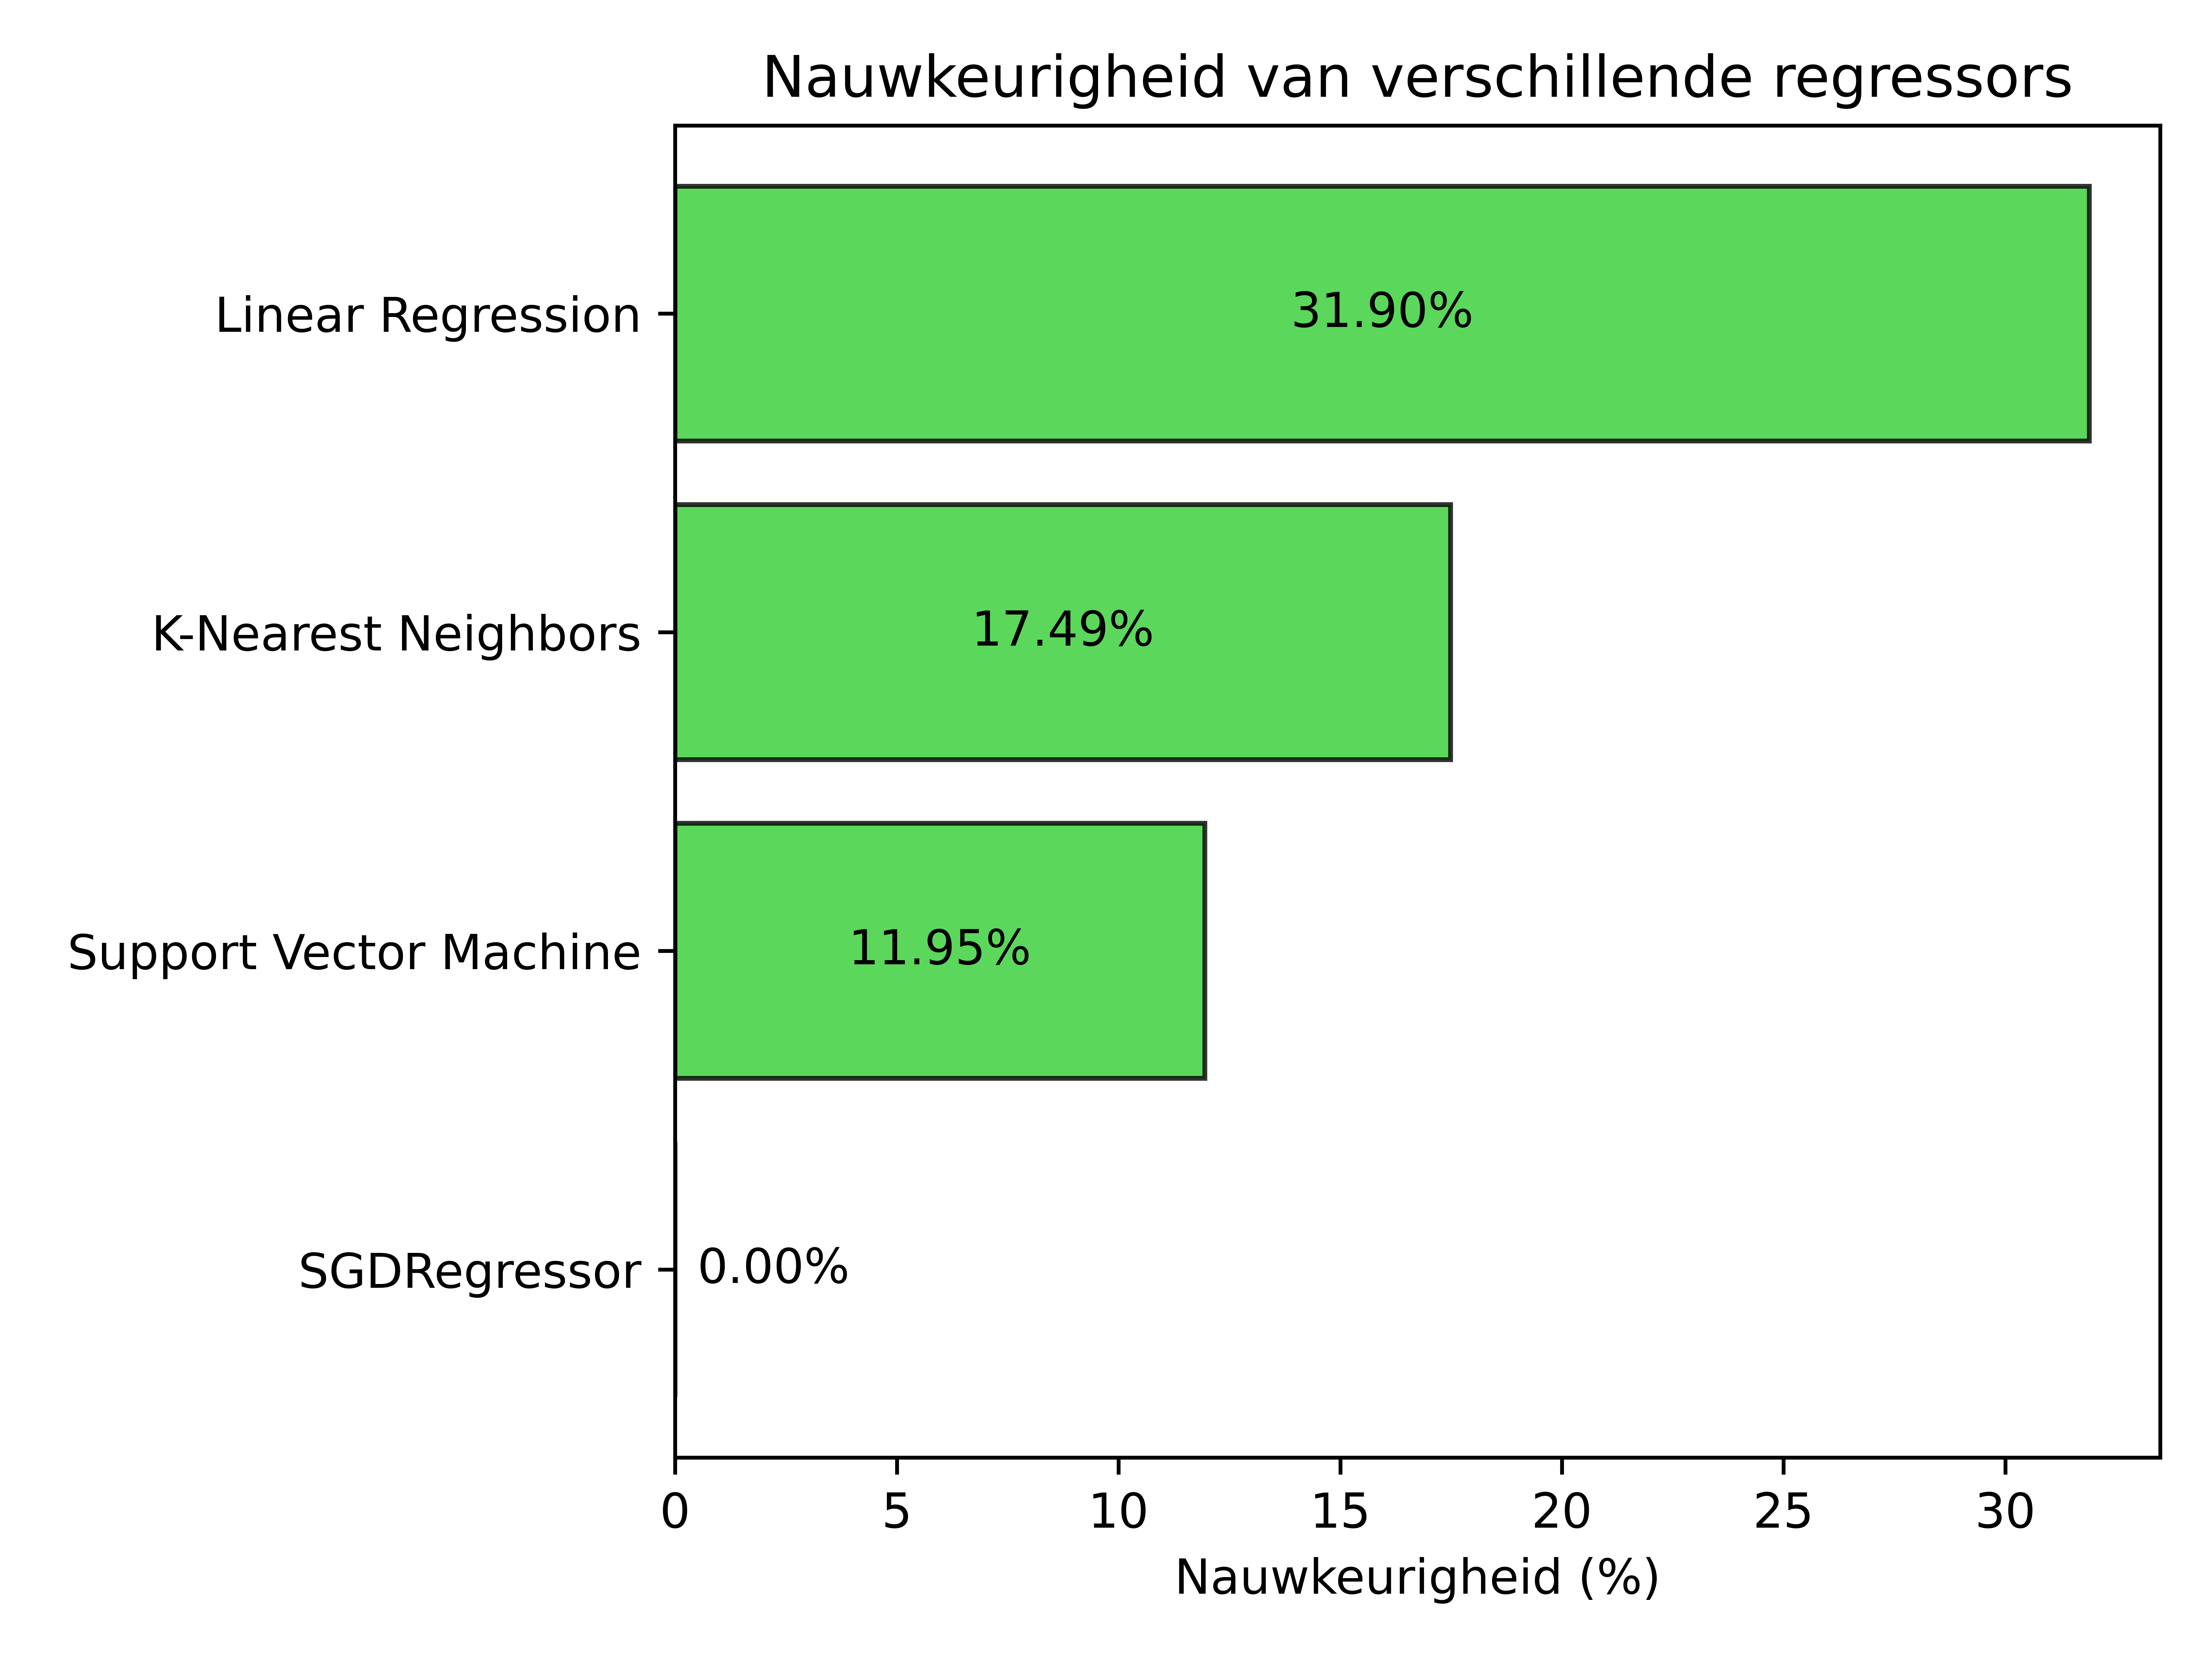 Nauwkeurigheid van verschillende regressors
Linear Regression
31.90%
K-Nearest Neighbors
17.49%
Support Vector Machine
11.95%
SGDRegressor
0.00%
0 5 10 15 20 25 30
Nauwkeurigheid (%)